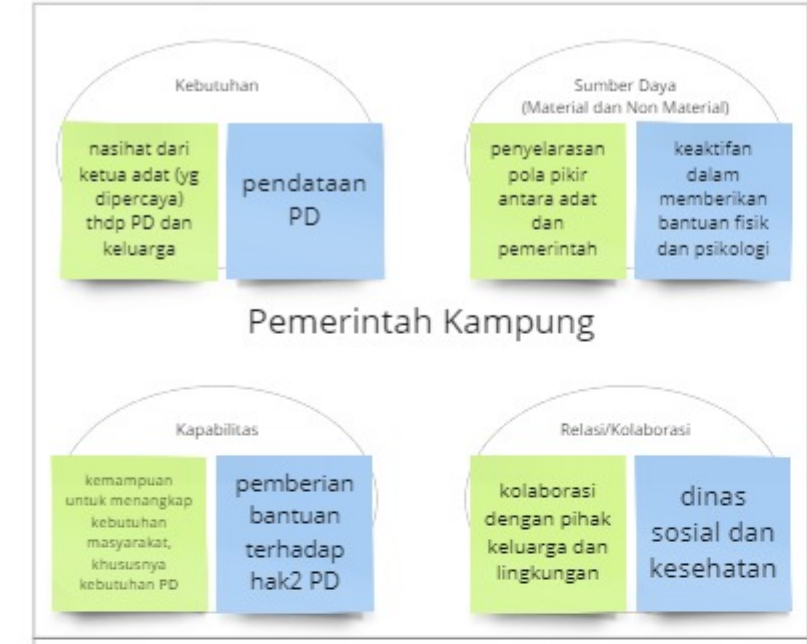 Kebutuhan
nasihat dari
ketua adat (yg
dipercaya)
thdp PD dan
keluarga
pendataan
PD
Sumber Daya
(Material dan Non Material)
penyelarasan
pola pikir
antara adat
dan
pemerintah
keaktifan
dalam
memberikan
bantuan fisik
dan psikologi
Pemerintah Kampung
Kapabilitas
kemampuan
untuk menangkap
kebutuhan
masyarakat,
khususnya
kebutuhan PD
pemberian
bantuan
terhadap
hak2 PD
Relasi/Kolaborasi
kolaborasi
dengan pihak
keluarga dan
lingkungan
dinas
sosial dan
kesehatan